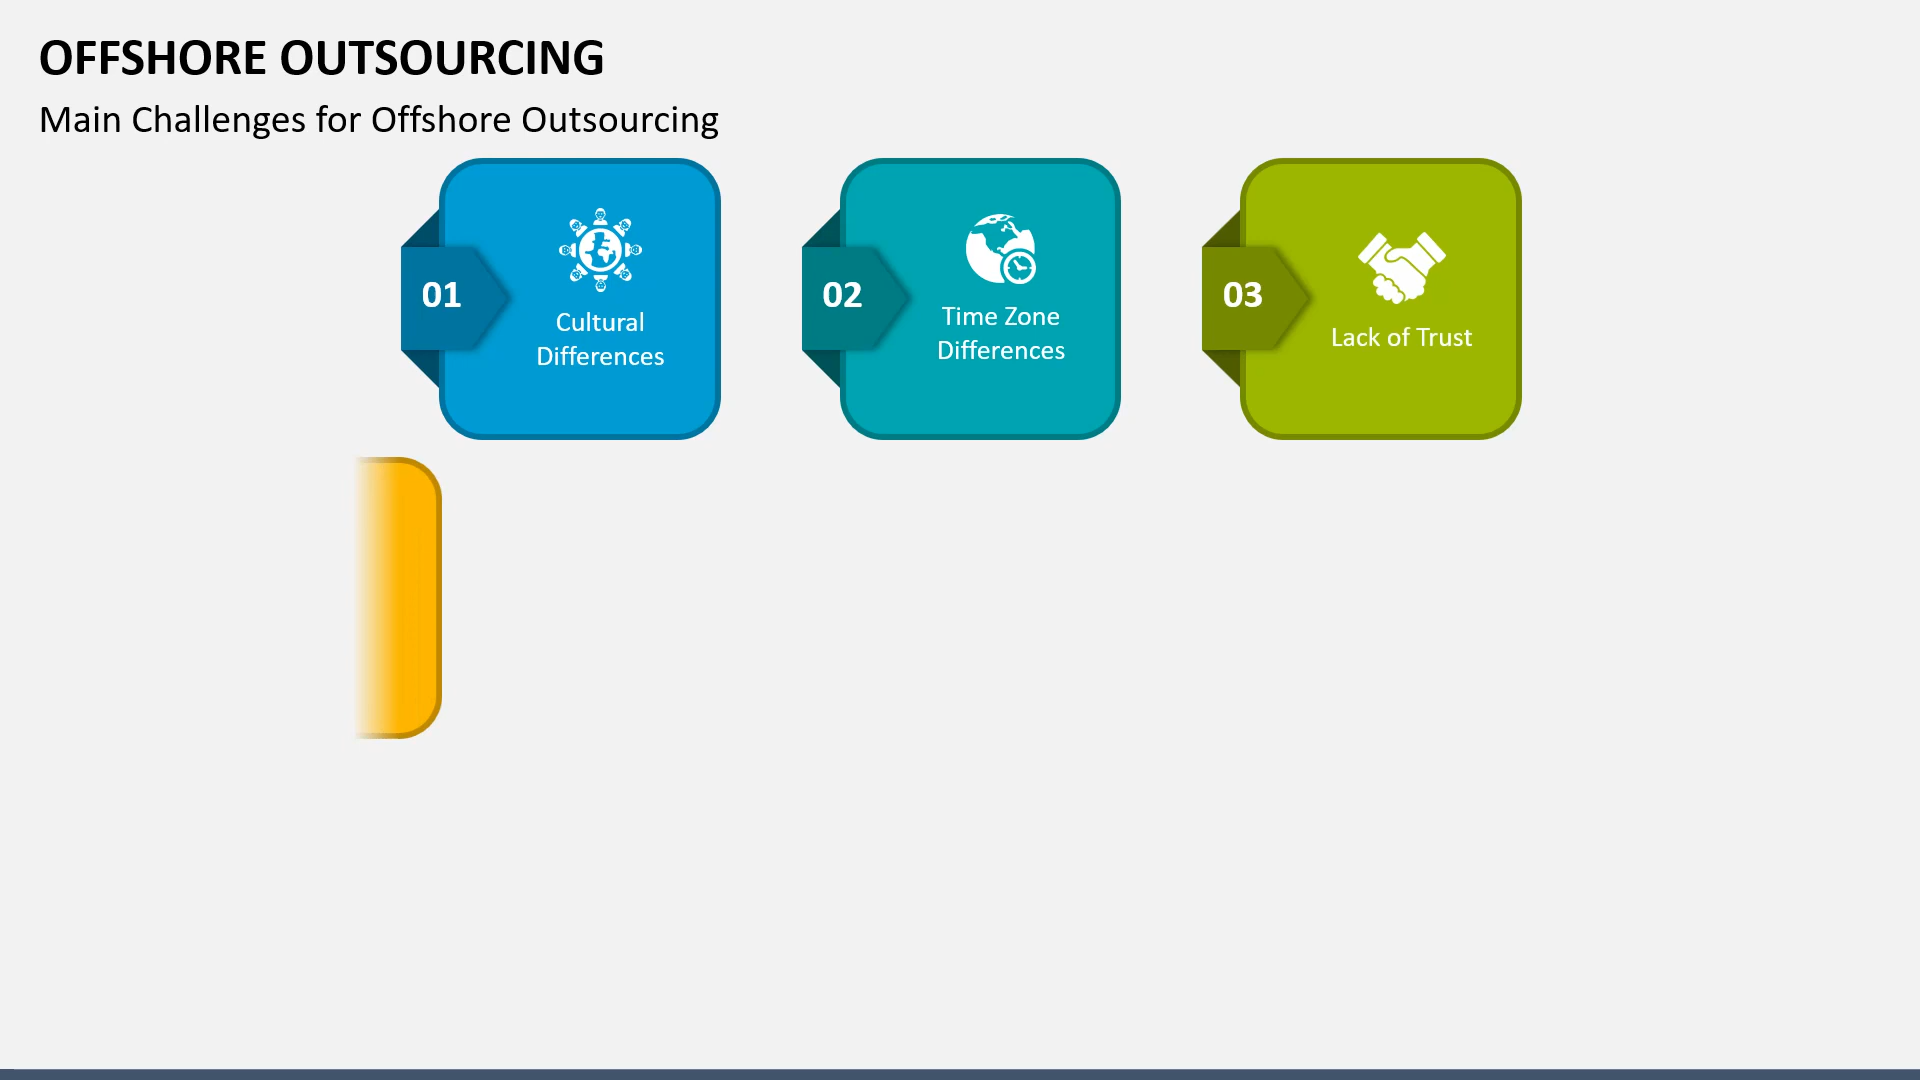 OFFSHORE OUTSOURCING
Main Challenges for Offshore Outsourcing
01
Cultural
Differences
02
Time Zone
Differences
03
Lack of Trust